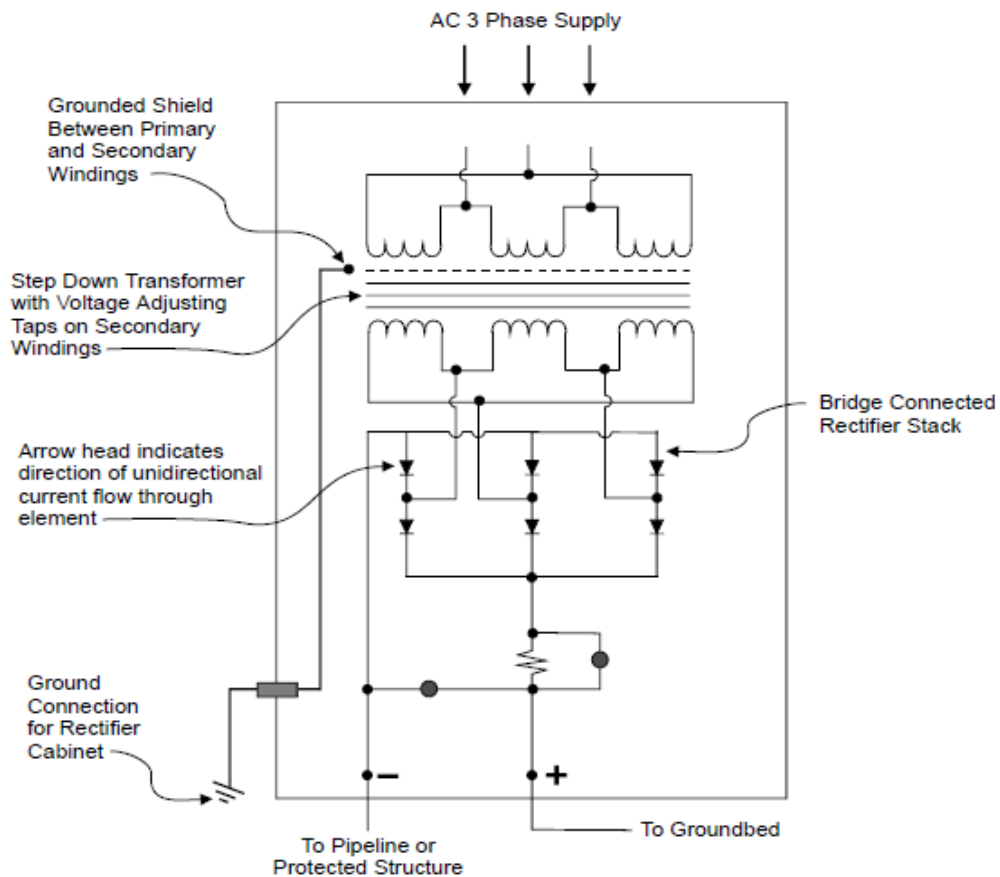 AC 3 Phase Supply
Grounded Shield
Between Primary
and Secondary
Windings
Step Down Transformer
with Voltage Adjusting
Taps on Secondary
Windings
Bridge Connected
Rectifier Stack
Arrow head indicates
direction of unidirectional
current flow through
element
Ground
Connection
for Rectifier
Cabinet
− +
To Pipeline or
Protected Structure
To Groundbed